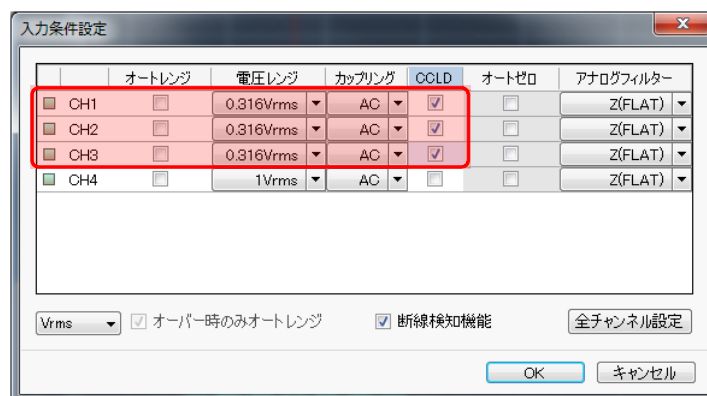 入力条件設定
オートレンジ 電圧レンジ カップリング CCLD オートゼロ アナログフィルター
CH1 0.316Vrms AC Z(FLAT)
CH2 0.316Vrms AC Z(FLAT)
CH3 0.316Vrms AC Z(FLAT)
CH4 1Vrms AC Z(FLAT)
Vrms オーバー時のみオートレンジ 断線検知機能 全チャンネル設定
OK キャンセル